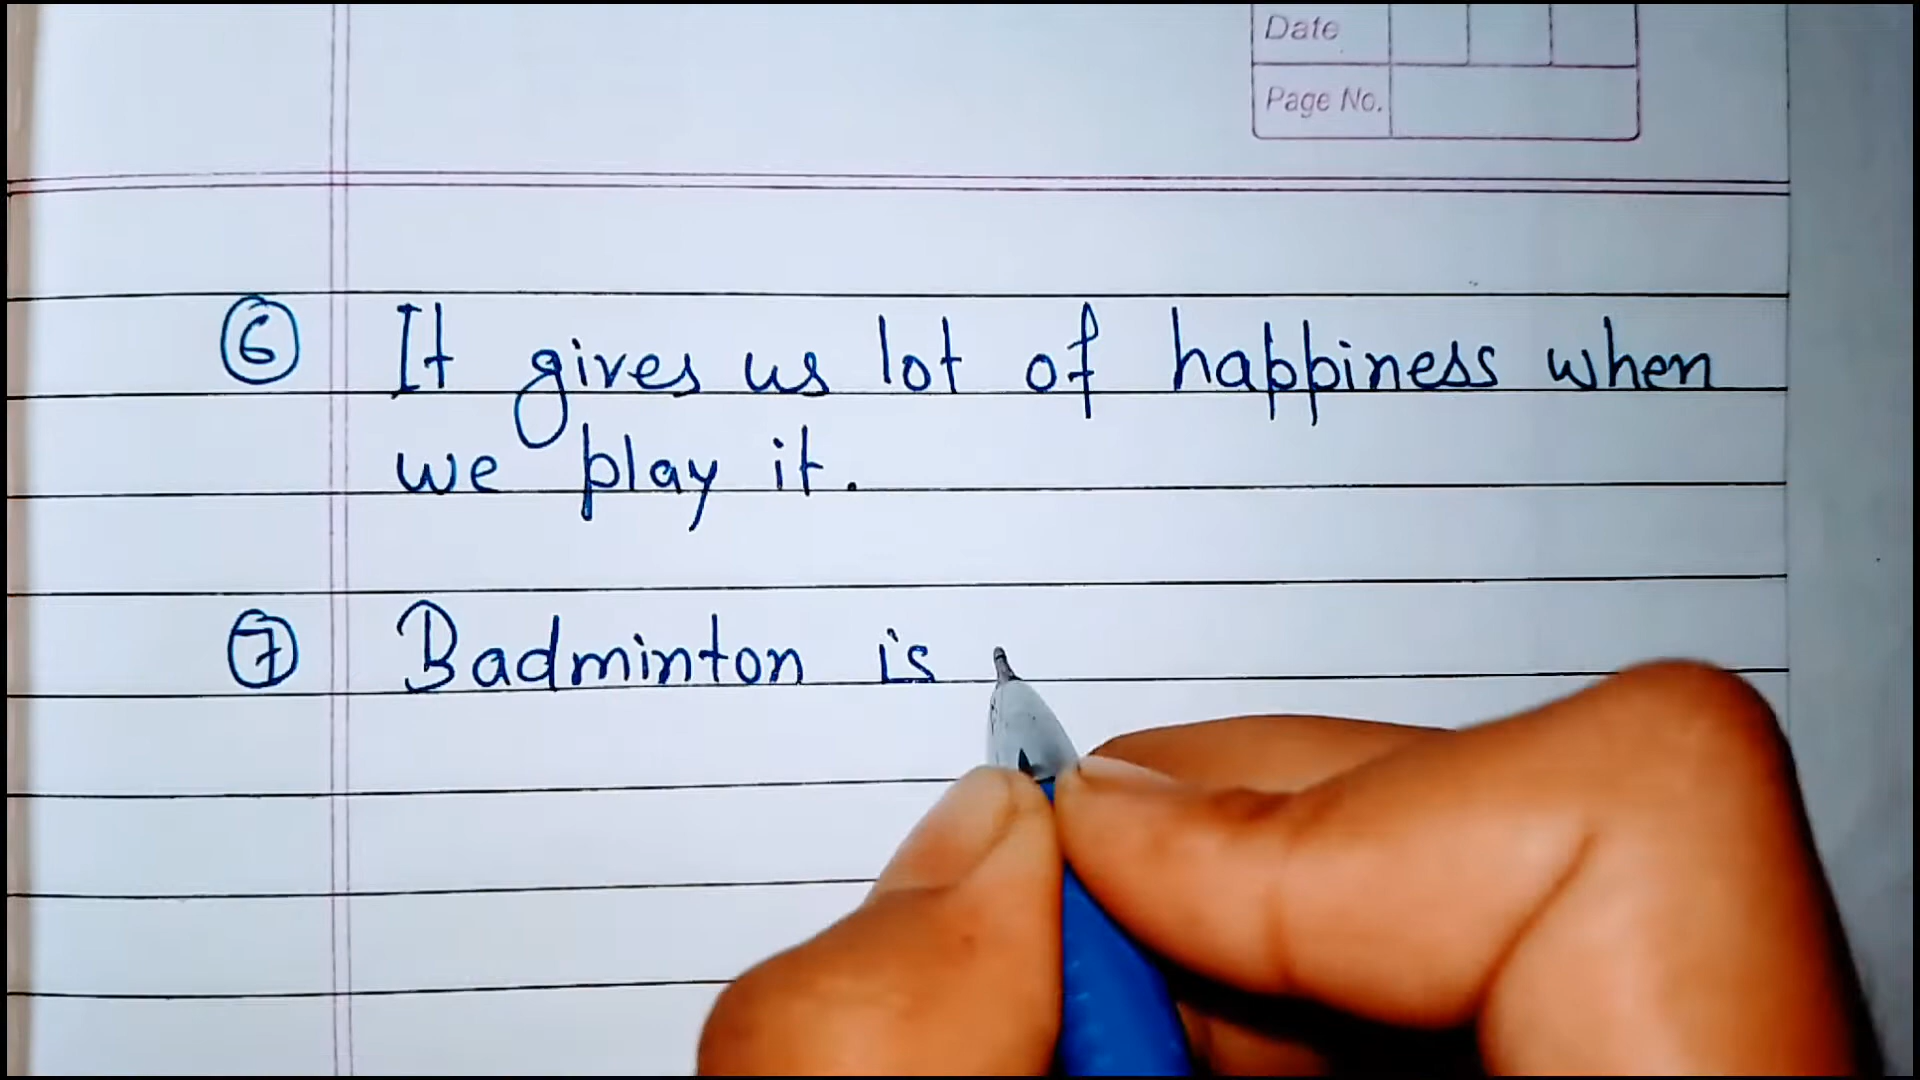 Date
Page No.
⑥ It gives us lot of happiness when
we play it.
⑦ Badminton is